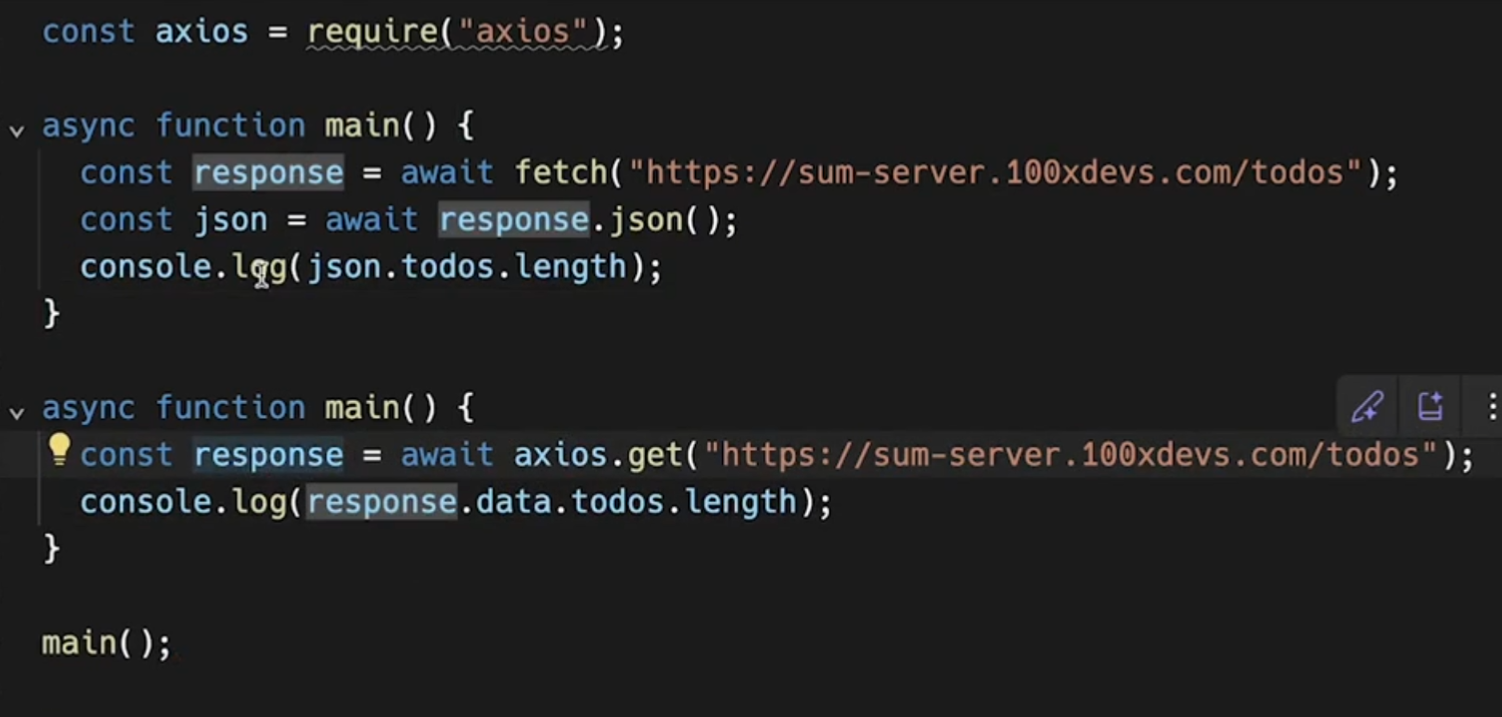 const axios = require("axios");
async function main() {
const response = await fetch("https://sum-server.100xdevs.com/todos");
const json = await response.json();
console.log(json.todos.length);
}
async function main() {
const response = await axios.get("https://sum-server.100xdevs.com/todos");
console.log(response.data.todos.length);
}
main();